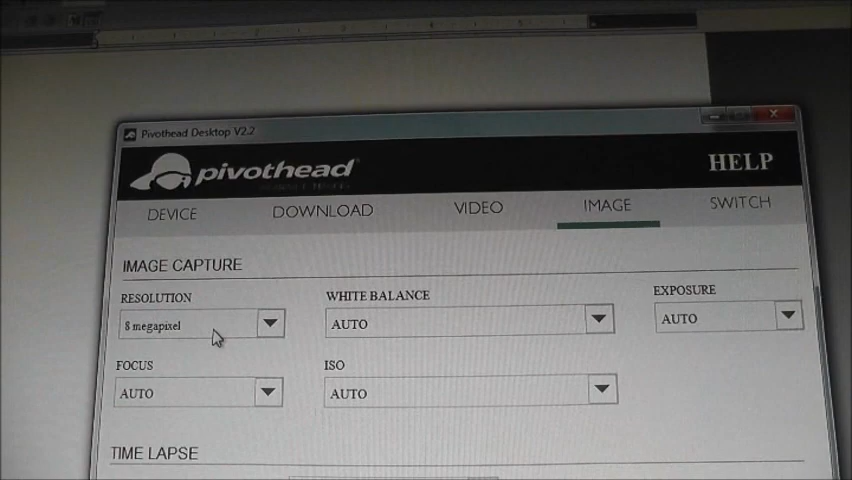 Pivothead Desktop V2.2
pivothead
HELP
DEVICE DOWNLOAD VIDEO IMAGE SWITCH
IMAGE CAPTURE
RESOLUTION WHITE BALANCE EXPOSURE
8 megapixel AUTO AUTO
FOCUS ISO
AUTO AUTO
TIME LAPSE